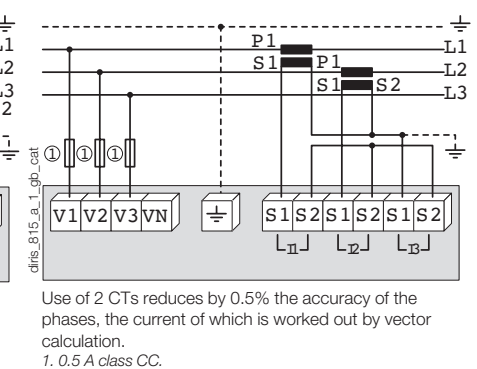 L1
P1
L1
L2
S1
P1
L2
L3
S1
S2
L3
2
①
①
①
diris_815_a_1_gb_cat
V1 V2 V3 VN
S1 S2 S1 S2 S1 S2
I1
I2
I3
Use of 2 CTs reduces by 0.5% the accuracy of the
phases, the current of which is worked out by vector
calculation.
1. 0.5 A class CC.